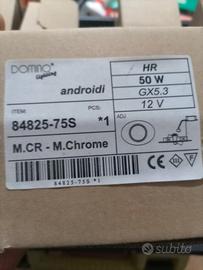 DOMINO
Lighting
androidi
HR
50 W
GX5.3
12 V
ITEM:
PCS:
ADJ
84825-75S
*1
M.CR - M.Chrome
84825-75S *1
subito